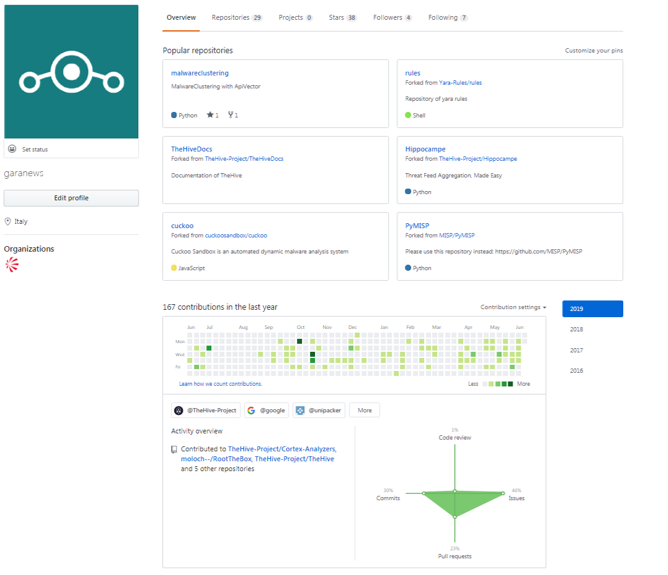 Overview Repositories 29 Projects 0 Stars 38 Followers 4 Following 7
Set status
garanews
Edit profile
Italy
Organizations
Popular repositories Customize your pins
malwareclustering
MalwareClustering with ApiVector
Python 1 1
rules
Forked from Yara-Rules/rules
Repository of yara rules
Shell
TheHiveDocs
Forked from TheHive-Project/TheHiveDocs
Documentation of TheHive
Hippocampe
Forked from TheHive-Project/Hippocampe
Threat Feed Aggregation, Made Easy
Python
cuckoo
Forked from cuckoosandbox/cuckoo
Cuckoo Sandbox is an automated dynamic malware analysis system
JavaScript
PyMISP
Forked from MISP/PyMISP
Please use this repository instead: https://github.com/MISP/PyMISP
Python
167 contributions in the last year Contribution settings
2019
2018
2017
2016
Jun Jul Aug Sep Oct Nov Dec Jan Feb Mar Apr May Jun
Mon
Wed
Fri
Learn how we count contributions. Less More
@TheHive-Project @google @unipacker More
Activity overview
Contributed to TheHive-Project/Cortex-Analyzers,
moloch--/RootTheBox, TheHive-Project/TheHive
and 5 other repositories
Code review
Commits
Issues
Pull requests